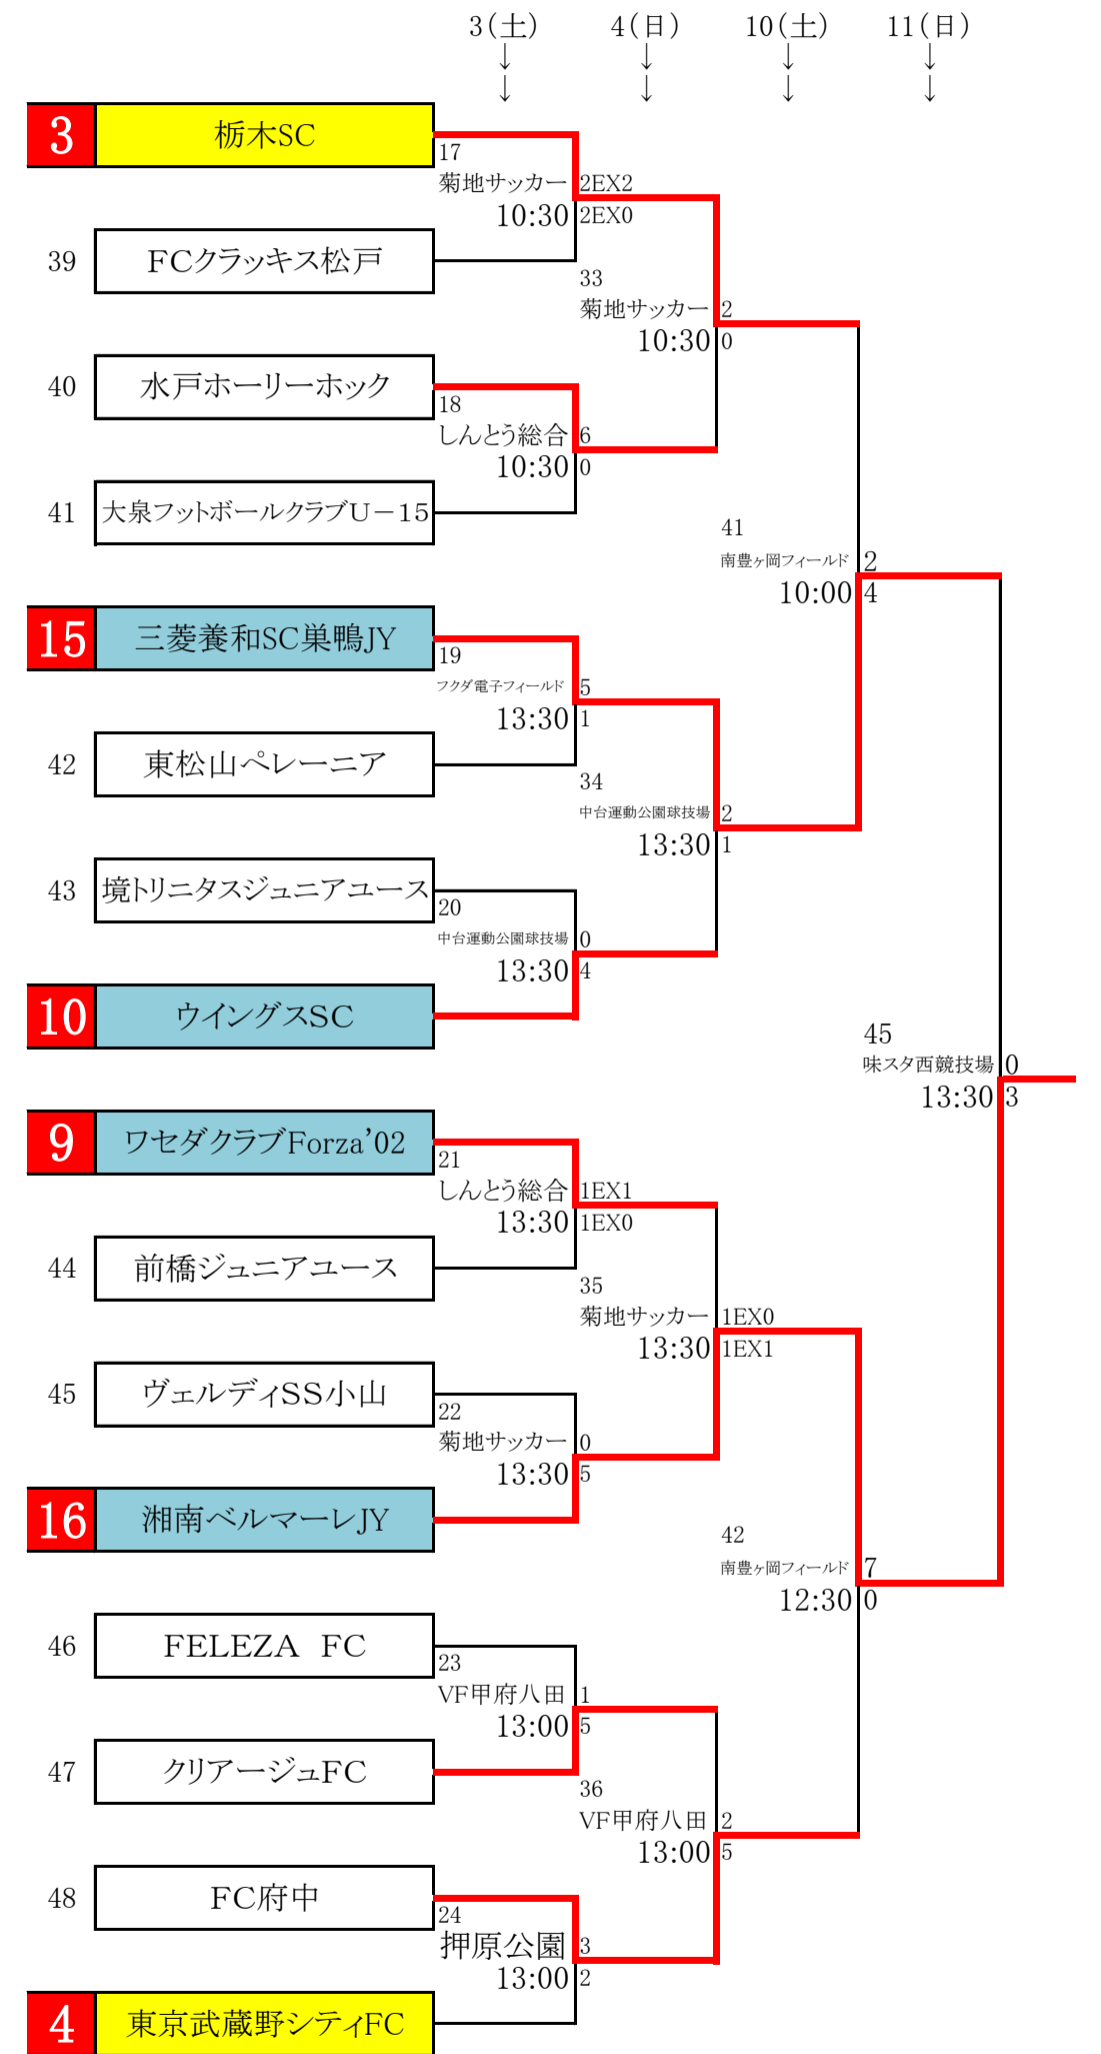 3(土) 4(日) 10(土) 11(日)
↓ ↓ ↓ ↓
↓ ↓ ↓ ↓
3 栃木SC
17
菊地サッカー 2EX2
10:30 2EX0
39 FCクラッキス松戸
33
菊地サッカー 2
10:30 0
40 水戸ホーリーホック
18
しんとう総合 6
10:30 0
41 大泉フットボールクラブU－15
41
南豊ヶ岡フィールド 2
10:00 4
15 三菱養和SC巣鴨JY
19
フクダ電子フィールド 5
13:30 1
42 東松山ペレーニア
34
中台運動公園球技場 2
13:30 1
43 境トリニタスジュニアユース
20
中台運動公園球技場 0
13:30 4
10 ウイングスSC
45
味スタ西競技場 0
13:30 3
9 ワセダクラブForza’02
21
しんとう総合 1EX1
13:30 1EX0
44 前橋ジュニアユース
35
菊地サッカー 1EX0
13:30 1EX1
45 ヴェルディSS小山
22
菊地サッカー 0
13:30 5
16 湘南ベルマーレJY
42
南豊ヶ岡フィールド 7
12:30 0
46 FELEZA　FC
23
VF甲府八田 1
13:00 5
47 クリアージュFC
36
VF甲府八田 2
13:00 5
48 FC府中
24
押原公園 3
13:00 2
4 東京武蔵野シティFC